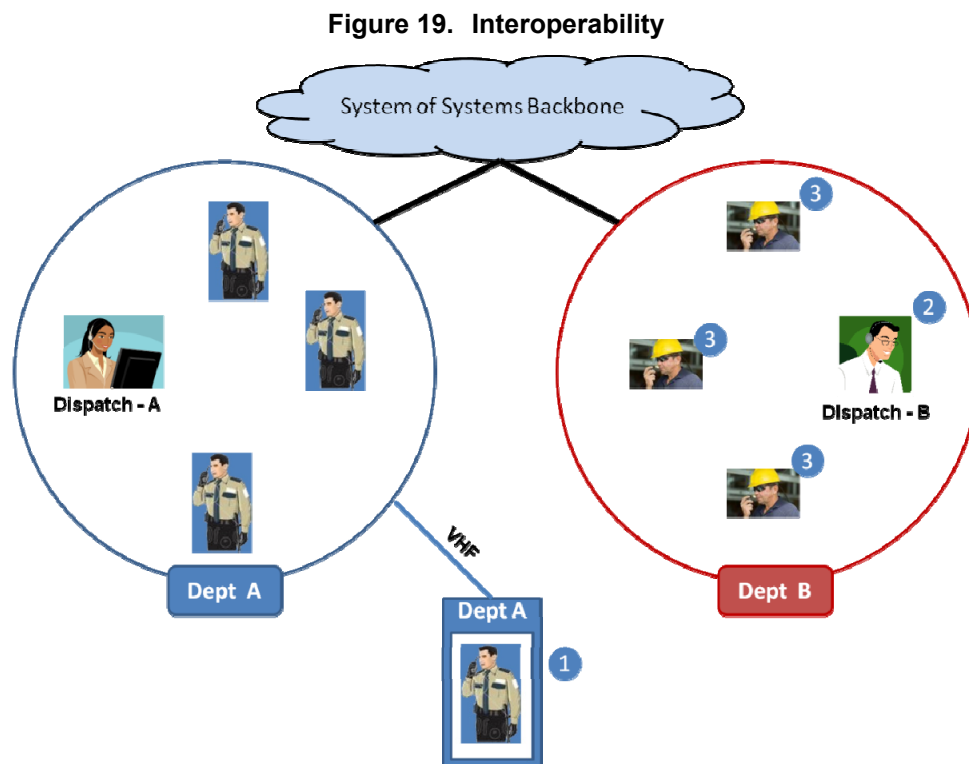 Figure 19. Interoperability
System of Systems Backbone
3
2
3
Dispatch - A
Dispatch - B
3
VHF
Dept A
Dept B
Dept A
1